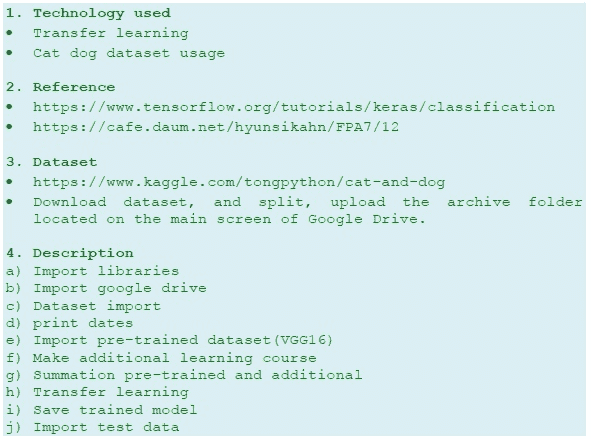 1. Technology used
• Transfer learning
• Cat dog dataset usage
2. Reference
• https://www.tensorflow.org/tutorials/keras/classification
• https://cafe.daum.net/hyunsikahn/FPA7/12
3. Dataset
• https://www.kaggle.com/tongpython/cat-and-dog
• Download dataset, and split, upload the archive folder
located on the main screen of Google Drive.
4. Description
a) Import libraries
b) Import google drive
c) Dataset import
d) print dates
e) Import pre-trained dataset(VGG16)
f) Make additional learning course
g) Summation pre-trained and additional
h) Transfer learning
i) Save trained model
j) Import test data